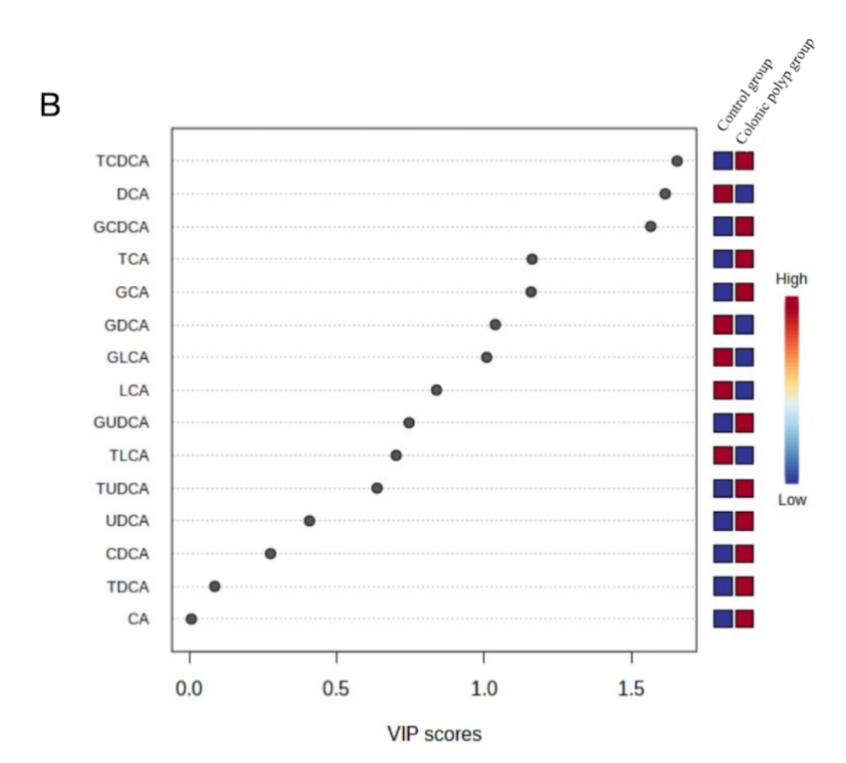 B
Control group
Colonic polyp group
TCDCA
DCA
GCDCA
TCA
GCA
GDCA
GLCA
LCA
GUDCA
TLCA
TUDCA
UDCA
CDCA
TDCA
CA
High
Low
0.0 0.5 1.0 1.5
VIP scores